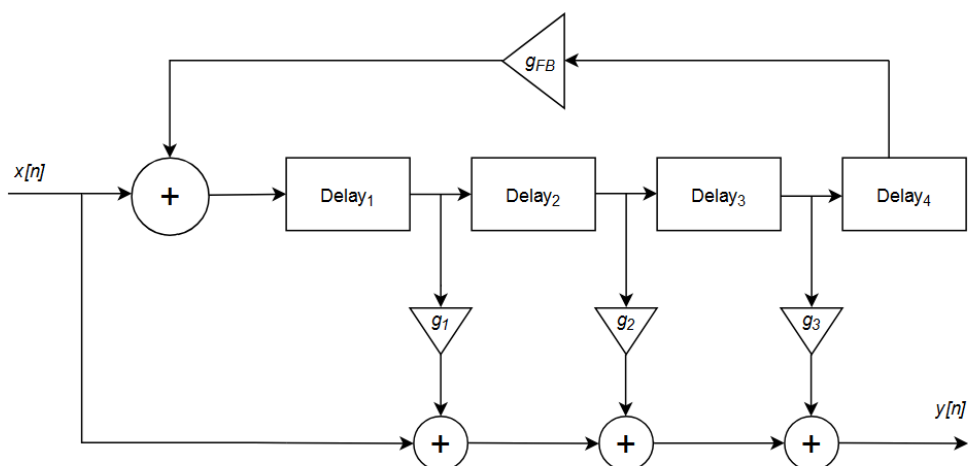 g_FB
x[n]
+
Delay₁
Delay₂
Delay₃
Delay₄
g₁
g₂
g₃
y[n]
+
+
+